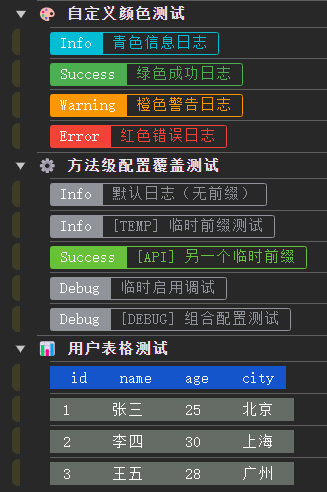 自定义颜色测试
Info 青色信息日志
Success 绿色成功日志
Warning 橙色警告日志
Error 红色错误日志
方法级配置覆盖测试
Info 默认日志（无前缀）
Info [TEMP] 临时前缀测试
Success [API] 另一个临时前缀
Debug 临时启用调试
Debug [DEBUG] 组合配置测试
用户表格测试
id name age city
1 张三 25 北京
2 李四 30 上海
3 王五 28 广州